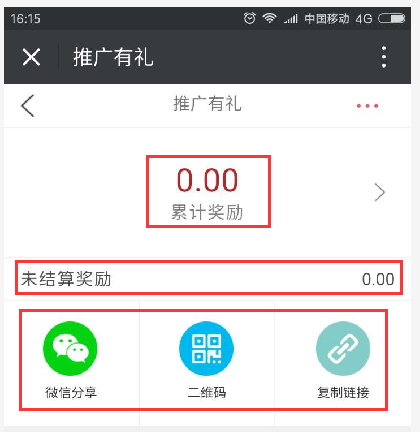 16:15 中国移动 4G
推广有礼
推广有礼
0.00
累计奖励
未结算奖励 0.00
微信分享 二维码 复制链接